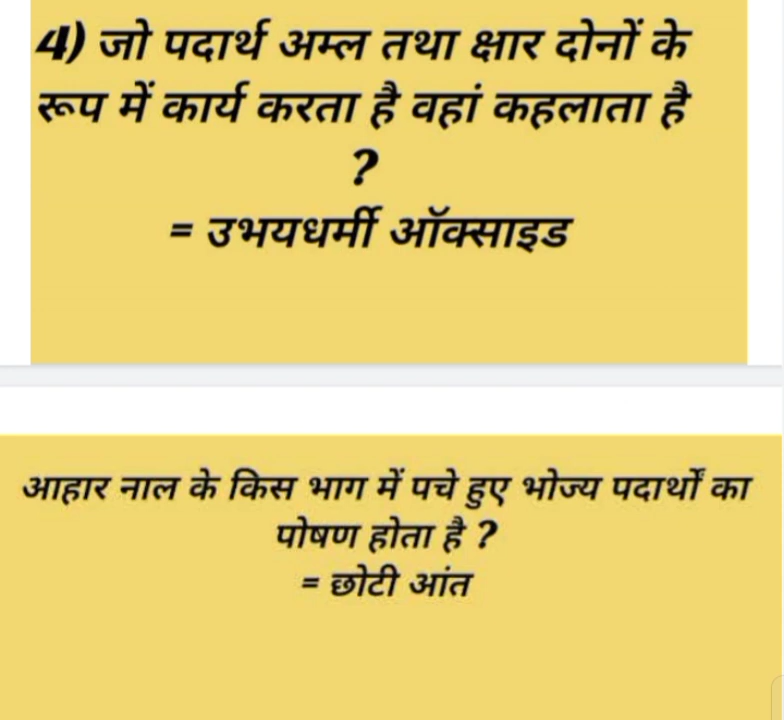 4) जो पदार्थ अम्ल तथा क्षार दोनों के
रूप में कार्य करता है वहां कहलाता है
?
= उभयधर्मी ऑक्साइड
आहार नाल के किस भाग में पचे हुए भोज्य पदार्थों का
पोषण होता है ?
= छोटी आंत